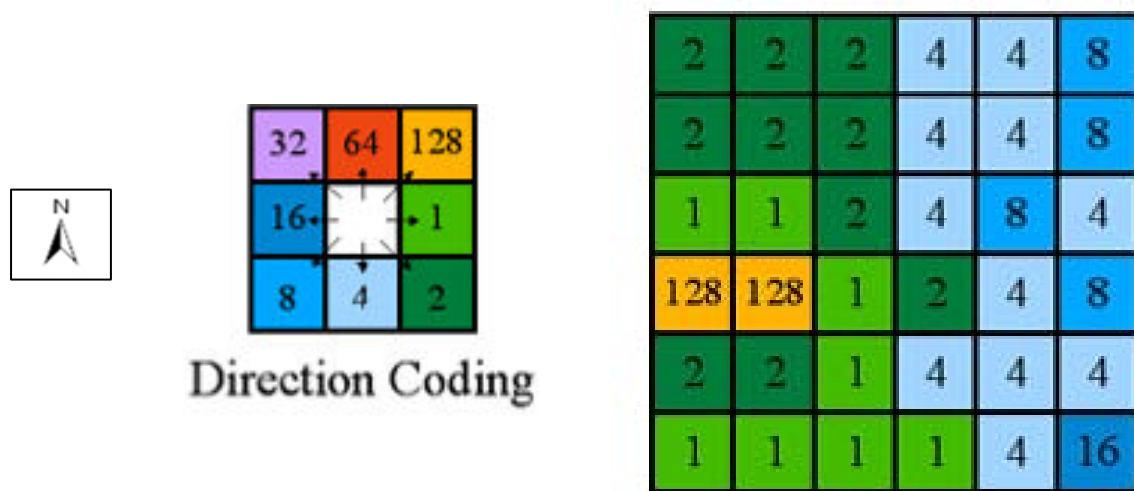 N
32 64 128
16 1
8 4 2
Direction Coding
2 2 2 4 4 8
2 2 2 4 4 8
1 1 2 4 8 4
128 128 1 2 4 8
2 2 1 4 4 4
1 1 1 1 4 16